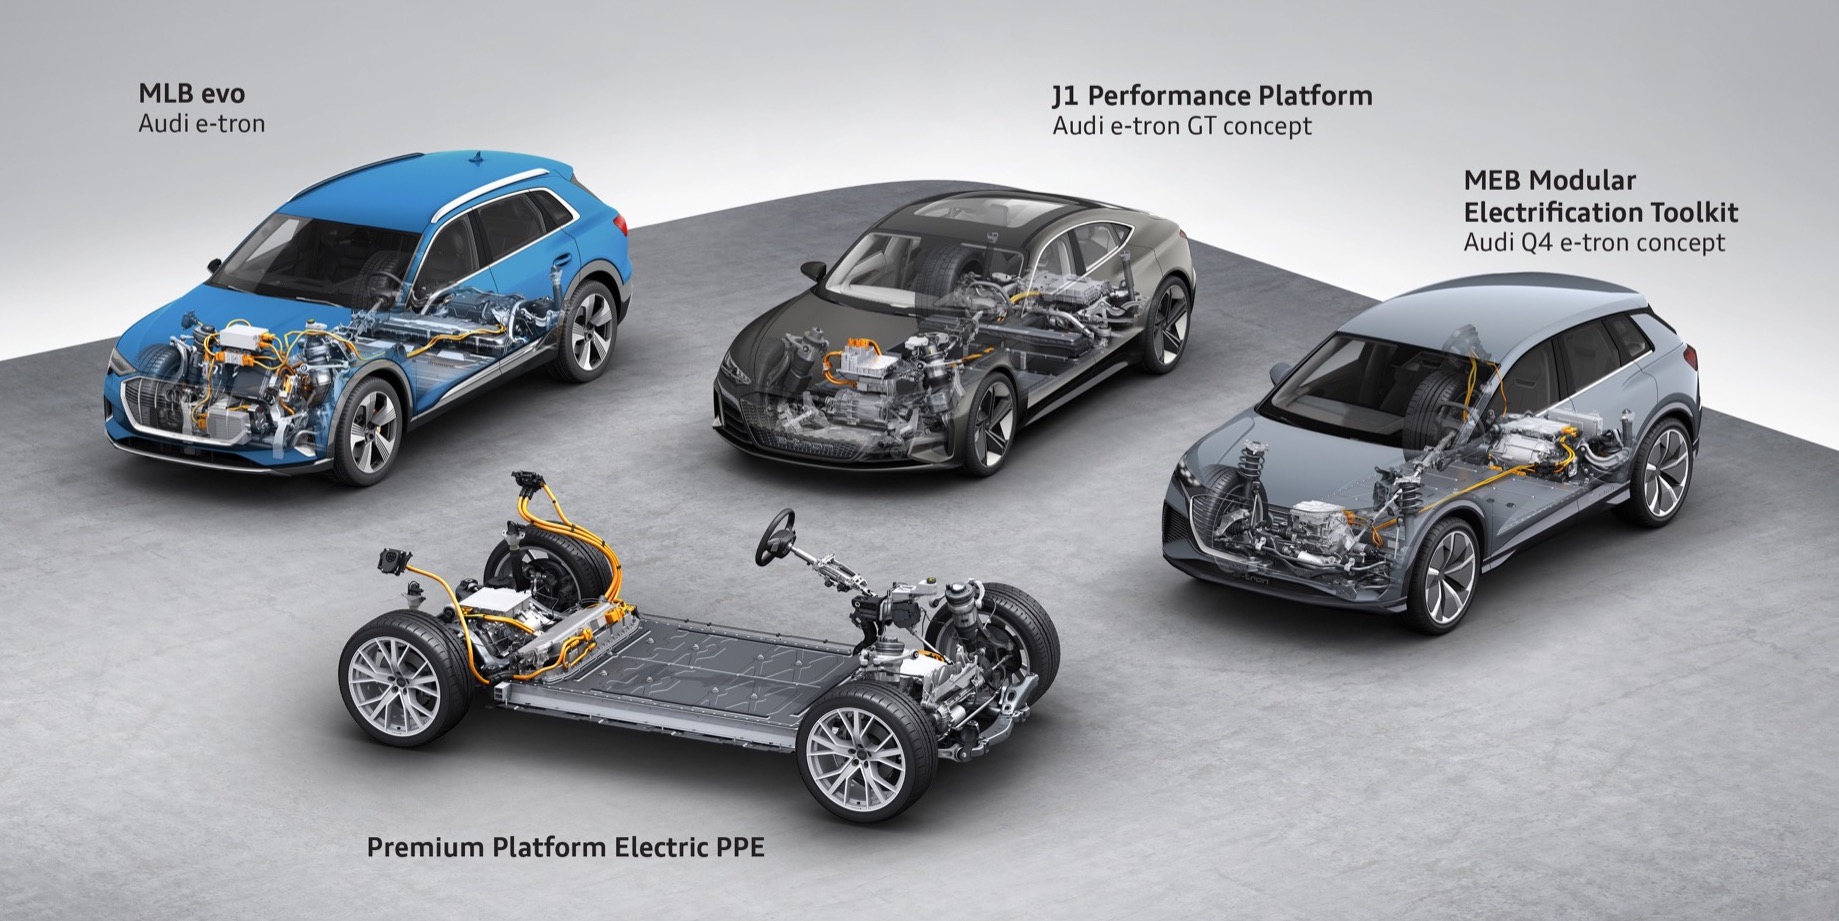 MLB evo
Audi e-tron
J1 Performance Platform
Audi e-tron GT concept
MEB Modular
Electrification Toolkit
Audi Q4 e-tron concept
e-tron
Premium Platform Electric PPE